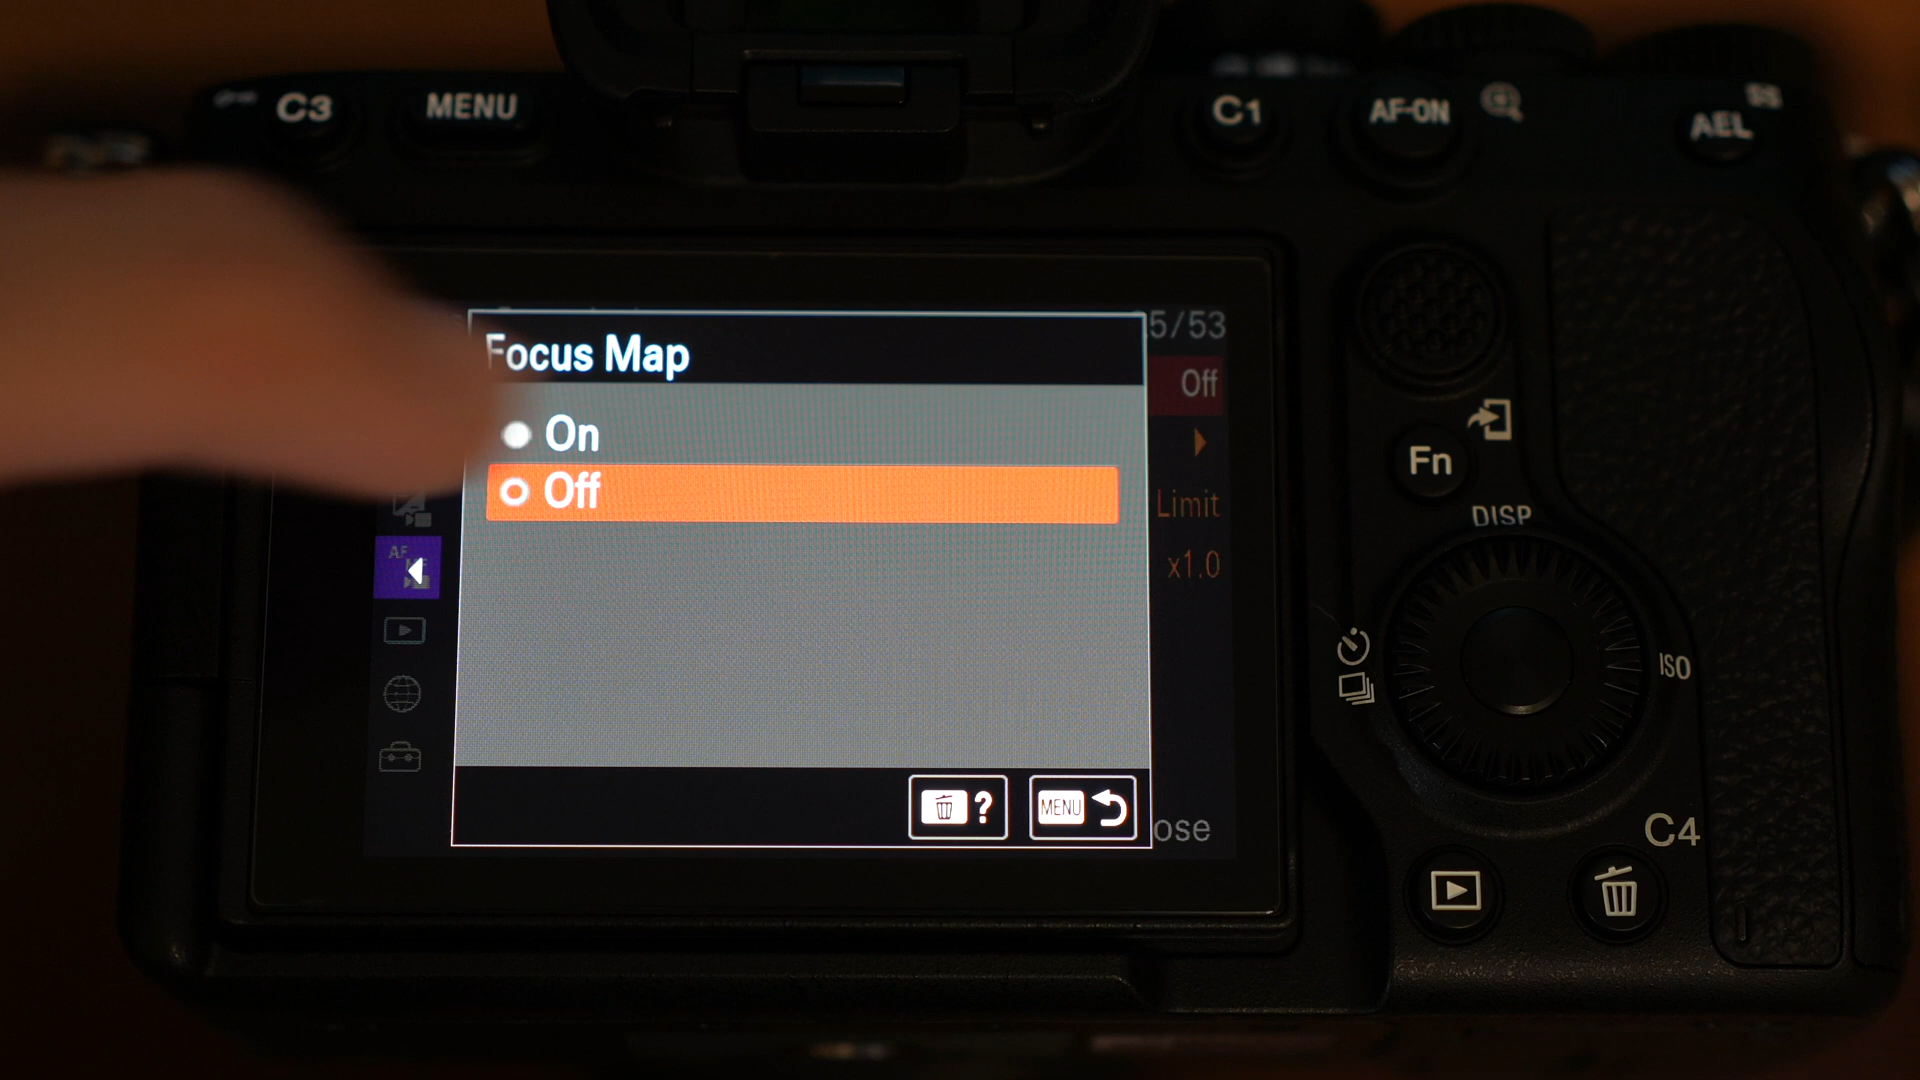 C3
MENU
C1
AF-ON
AEL
5/53
Focus Map
Off
On
Off
Limit
x1.0
AF
Fn
DISP
ISO
?
MENU
ose
C4